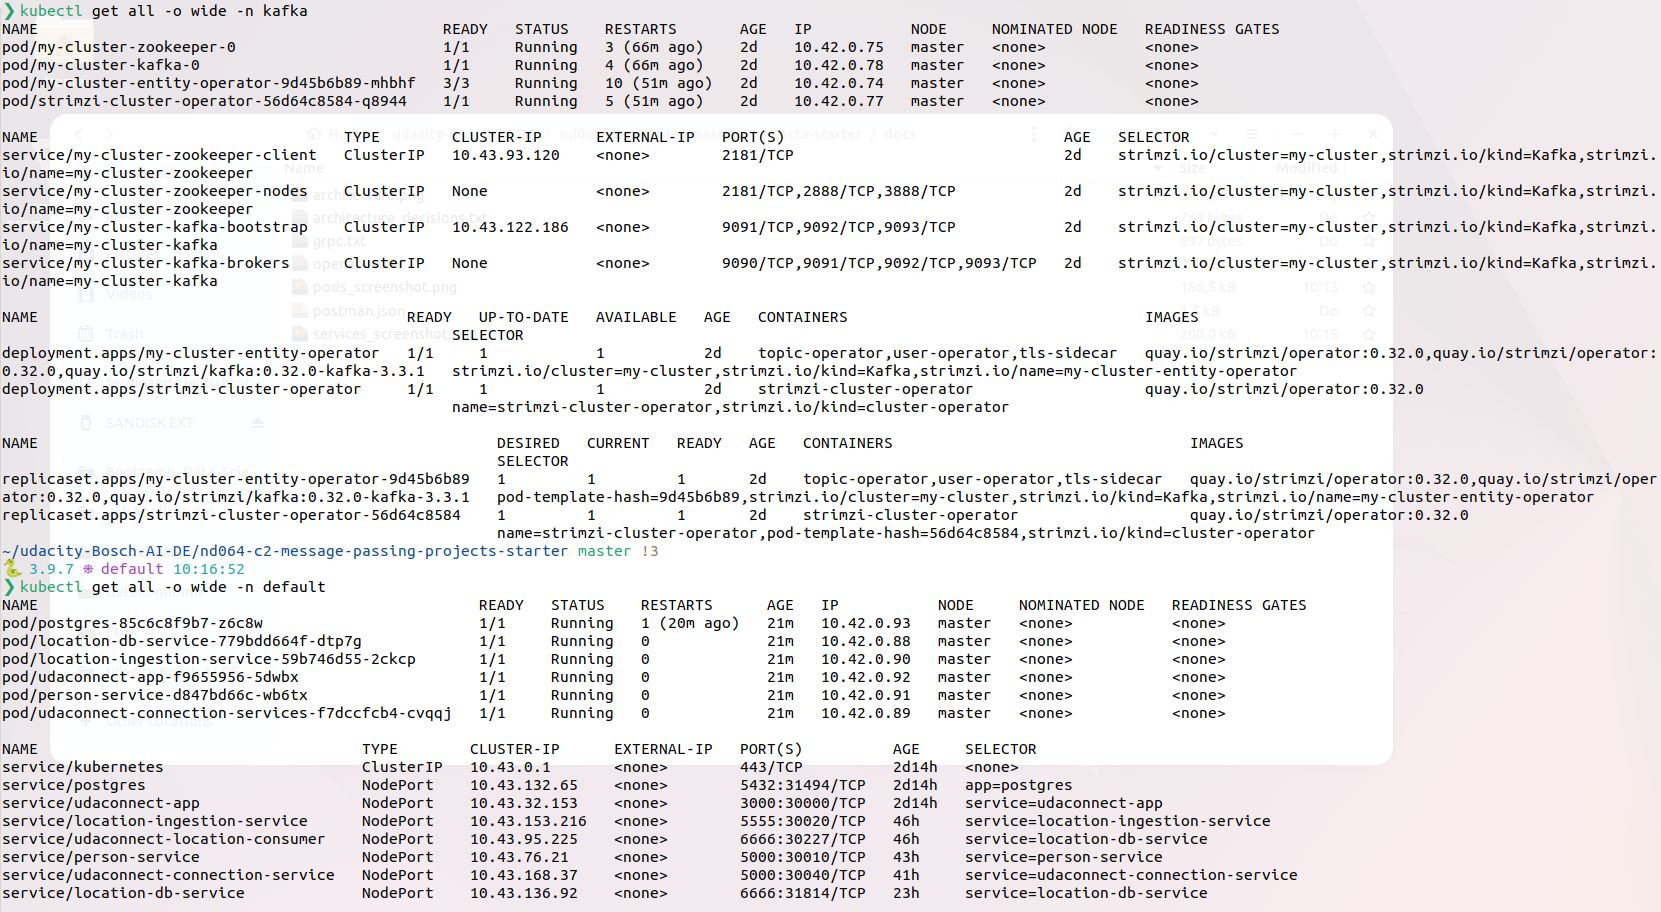 ❯ kubectl get all -o wide -n kafka
NAME READY STATUS RESTARTS AGE IP NODE NOMINATED NODE READINESS GATES
pod/my-cluster-zookeeper-0 1/1 Running 3 (66m ago) 2d 10.42.0.75 master <none> <none>
pod/my-cluster-kafka-0 1/1 Running 4 (66m ago) 2d 10.42.0.78 master <none> <none>
pod/my-cluster-entity-operator-9d45b6b89-mhbhf 3/3 Running 10 (51m ago) 2d 10.42.0.74 master <none> <none>
pod/strimzi-cluster-operator-56d64c8584-q8944 1/1 Running 5 (51m ago) 2d 10.42.0.77 master <none> <none>
NAME TYPE CLUSTER-IP EXTERNAL-IP PORT(S) AGE SELECTOR
service/my-cluster-zookeeper-client ClusterIP 10.43.93.120 <none> 2181/TCP 2d strimzi.io/cluster=my-cluster,strimzi.io/kind=Kafka,strimzi.
io/name=my-cluster-zookeeper
service/my-cluster-zookeeper-nodes ClusterIP None <none> 2181/TCP,2888/TCP,3888/TCP 2d strimzi.io/cluster=my-cluster,strimzi.io/kind=Kafka,strimzi.
io/name=my-cluster-zookeeper
service/my-cluster-kafka-bootstrap ClusterIP 10.43.122.186 <none> 9091/TCP,9092/TCP,9093/TCP 2d strimzi.io/cluster=my-cluster,strimzi.io/kind=Kafka,strimzi.
io/name=my-cluster-kafka
service/my-cluster-kafka-brokers ClusterIP None <none> 9090/TCP,9091/TCP,9092/TCP,9093/TCP 2d strimzi.io/cluster=my-cluster,strimzi.io/kind=Kafka,strimzi.
io/name=my-cluster-kafka
NAME READY UP-TO-DATE AVAILABLE AGE CONTAINERS IMAGES
SELECTOR
deployment.apps/my-cluster-entity-operator 1/1 1 1 2d topic-operator,user-operator,tls-sidecar quay.io/strimzi/operator:0.32.0,quay.io/strimzi/operator:
0.32.0,quay.io/strimzi/kafka:0.32.0-kafka-3.3.1 strimzi.io/cluster=my-cluster,strimzi.io/kind=Kafka,strimzi.io/name=my-cluster-entity-operator
deployment.apps/strimzi-cluster-operator 1/1 1 1 2d strimzi-cluster-operator quay.io/strimzi/operator:0.32.0
name=strimzi-cluster-operator,strimzi.io/kind=cluster-operator
NAME DESIRED CURRENT READY AGE CONTAINERS IMAGES
SELECTOR
replicaset.apps/my-cluster-entity-operator-9d45b6b89 1 1 1 2d topic-operator,user-operator,tls-sidecar quay.io/strimzi/operator:0.32.0,quay.io/strimzi/oper
ator:0.32.0,quay.io/strimzi/kafka:0.32.0-kafka-3.3.1 pod-template-hash=9d45b6b89,strimzi.io/cluster=my-cluster,strimzi.io/kind=Kafka,strimzi.io/name=my-cluster-entity-operator
replicaset.apps/strimzi-cluster-operator-56d64c8584 1 1 1 2d strimzi-cluster-operator quay.io/strimzi/operator:0.32.0
name=strimzi-cluster-operator,pod-template-hash=56d64c8584,strimzi.io/kind=cluster-operator
~/udacity-Bosch-AI-DE/nd064-c2-message-passing-projects-starter master !3
🐍 3.9.7 ⎈ default 10:16:52
❯ kubectl get all -o wide -n default
NAME READY STATUS RESTARTS AGE IP NODE NOMINATED NODE READINESS GATES
pod/postgres-85c6c8f9b7-z6c8w 1/1 Running 1 (20m ago) 21m 10.42.0.93 master <none> <none>
pod/location-db-service-779bdd664f-dtp7g 1/1 Running 0 21m 10.42.0.88 master <none> <none>
pod/location-ingestion-service-59b746d55-2ckcp 1/1 Running 0 21m 10.42.0.90 master <none> <none>
pod/udaconnect-app-f9655956-5dwbx 1/1 Running 0 21m 10.42.0.92 master <none> <none>
pod/person-service-d847bd66c-wb6tx 1/1 Running 0 21m 10.42.0.91 master <none> <none>
pod/udaconnect-connection-services-f7dccfcb4-cvqqj 1/1 Running 0 21m 10.42.0.89 master <none> <none>
NAME TYPE CLUSTER-IP EXTERNAL-IP PORT(S) AGE SELECTOR
service/kubernetes ClusterIP 10.43.0.1 <none> 443/TCP 2d14h <none>
service/postgres NodePort 10.43.132.65 <none> 5432:31494/TCP 2d14h app=postgres
service/udaconnect-app NodePort 10.43.32.153 <none> 3000:30000/TCP 2d14h service=udaconnect-app
service/location-ingestion-service NodePort 10.43.153.216 <none> 5555:30020/TCP 46h service=location-ingestion-service
service/udaconnect-location-consumer NodePort 10.43.95.225 <none> 6666:30227/TCP 46h service=location-db-service
service/person-service NodePort 10.43.76.21 <none> 5000:30010/TCP 43h service=person-service
service/udaconnect-connection-service NodePort 10.43.168.37 <none> 5000:30040/TCP 41h service=udaconnect-connection-service
service/location-db-service NodePort 10.43.136.92 <none> 6666:31814/TCP 23h service=location-db-service